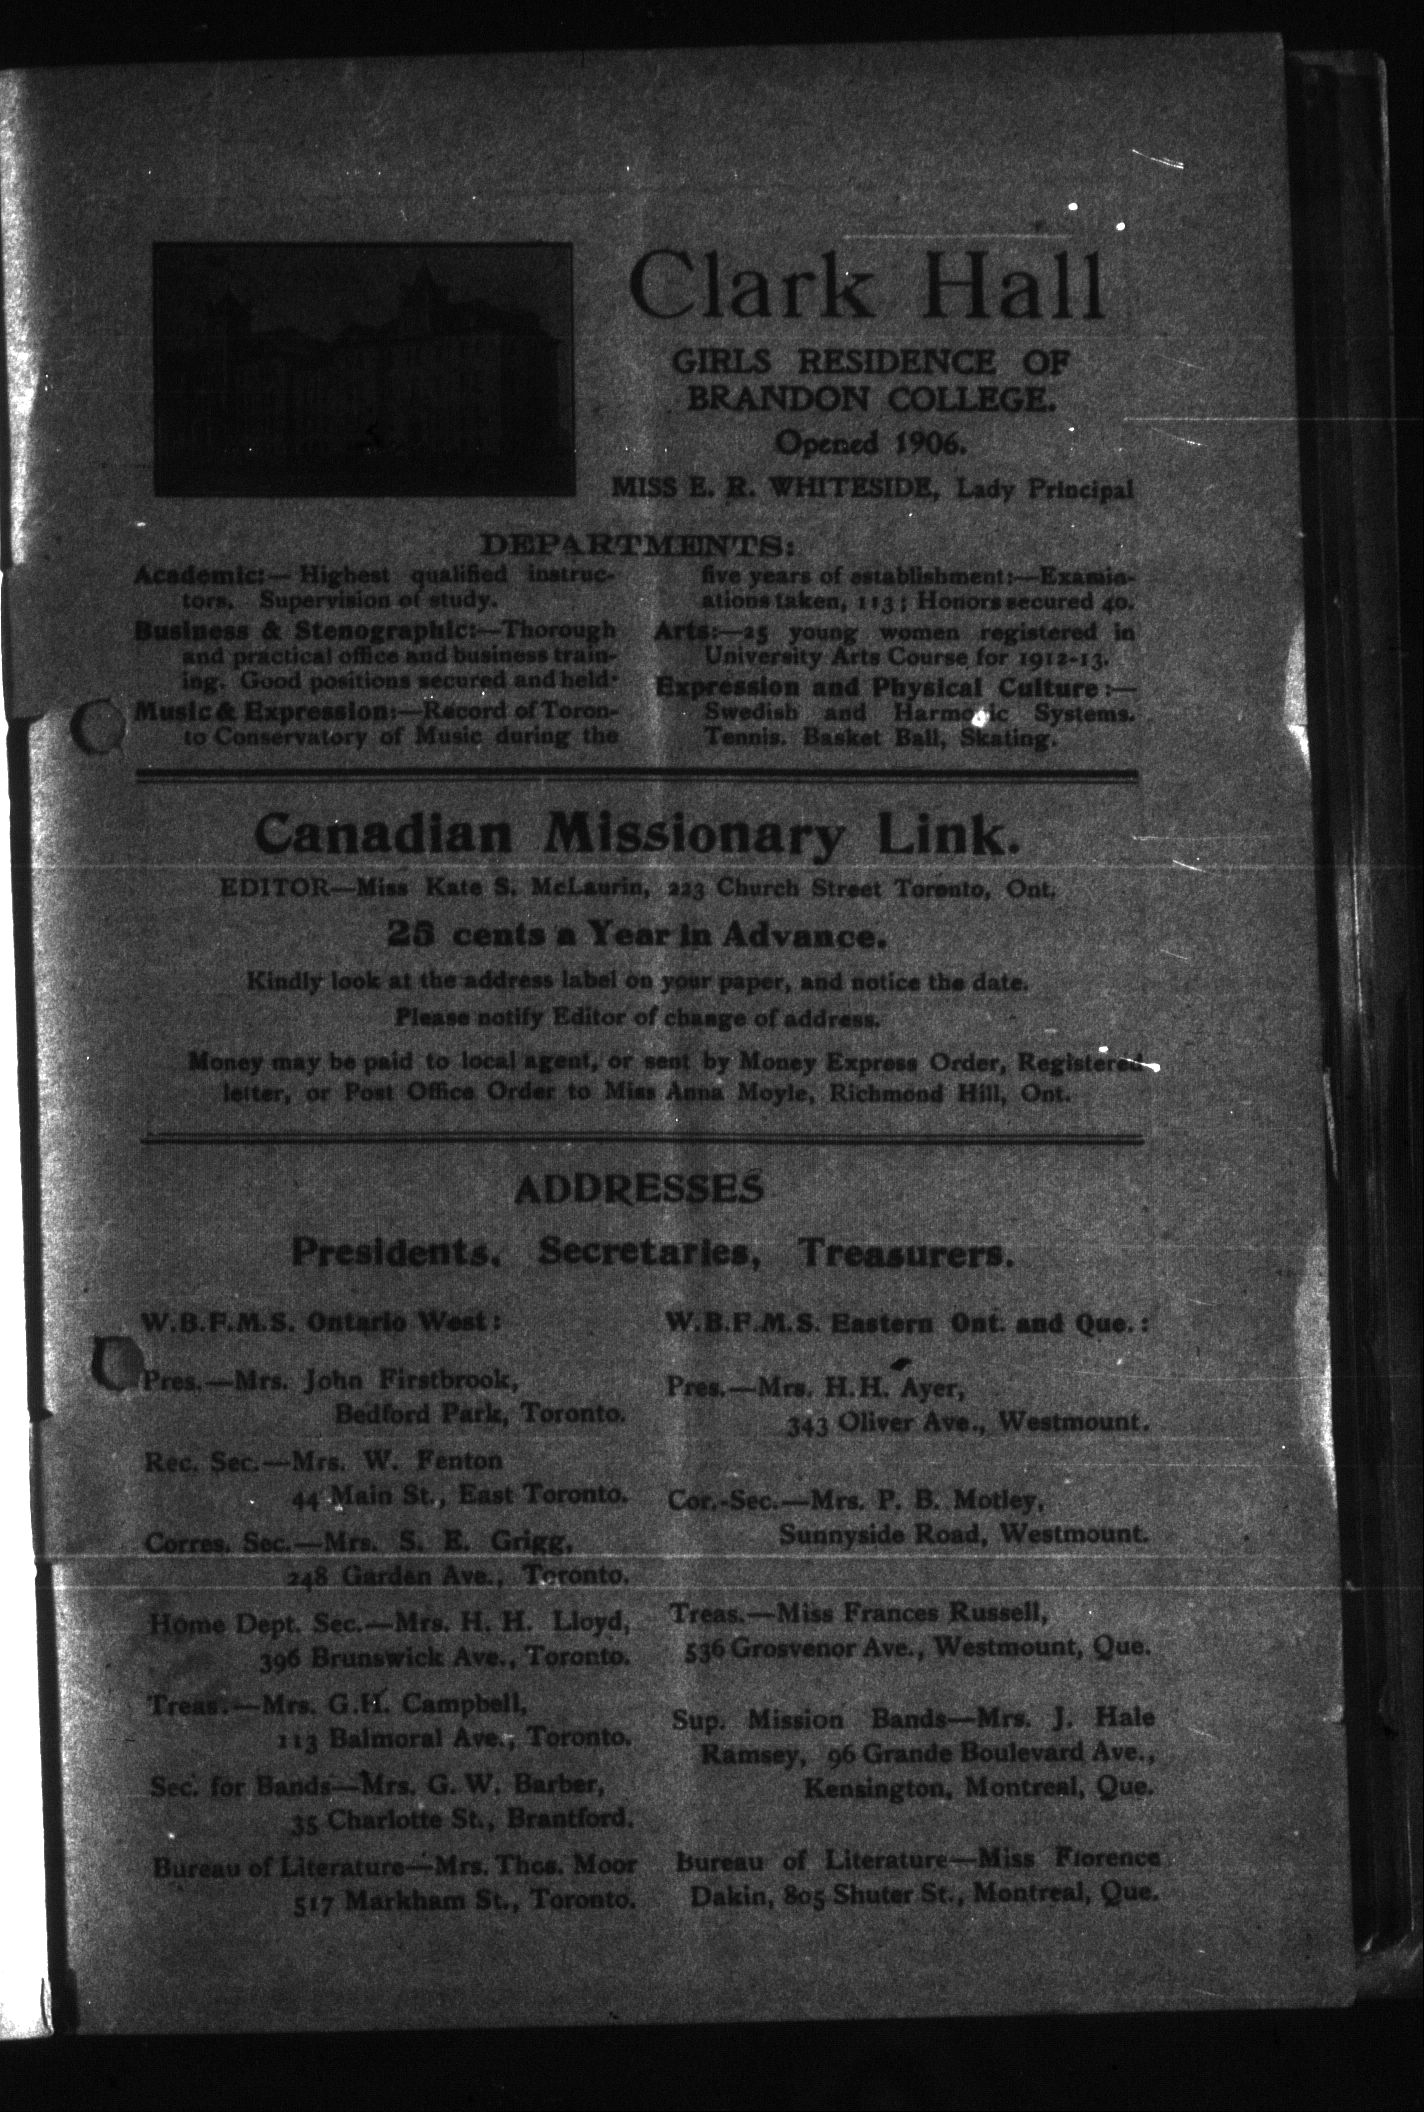 Clark Hall
GIRLS RESIDENCE OF
BRANDON COLLEGE.
Opened 1906.
MISS E. R. WHITESIDE, Lady Principal
DEPARTMENTS:
Academic:— Highest qualified instruc-
tors. Supervision of study.
Business & Stenographic:—Thorough
and practical office and business train-
ing. Good positions secured and held·
Music & Expression:—Record of Toron-
to Conservatory of Music during the
five years of establishment:—Examin-
ations taken, 113; Honors secured 40.
Arts:—25 young women registered in
University Arts Course for 1912-13.
Expression and Physical Culture:—
Swedish and Harmonic Systems.
Tennis. Basket Ball, Skating.
Canadian Missionary Link.
EDITOR—Miss Kate S. McLaurin, 223 Church Street Toronto, Ont.
25 cents a Year in Advance.
Kindly look at the address label on your paper, and notice the date.
Please notify Editor of change of address.
Money may be paid to local agent, or sent by Money Express Order, Registered
letter, or Post Office Order to Miss Anna Moyle, Richmond Hill, Ont.
ADDRESSES
Presidents, Secretaries, Treasurers.
W.B.F.M.S. Ontario West:
Pres.—Mrs. John Firstbrook,
Bedford Park, Toronto.
Rec. Sec.—Mrs. W. Fenton
44 Main St., East Toronto.
Corres. Sec.—Mrs. S. E. Grigg,
248 Garden Ave., Toronto.
Home Dept. Sec.—Mrs. H. H. Lloyd,
396 Brunswick Ave., Toronto.
Treas.—Mrs. G.H. Campbell,
113 Balmoral Ave., Toronto.
Sec. for Bands—Mrs. G. W. Barber,
35 Charlotte St., Brantford.
Bureau of Literature—Mrs. Thos. Moor
517 Markham St., Toronto.
W.B.F.M.S. Eastern Ont. and Que.:
Pres.—Mrs. H.H. Ayer,
343 Oliver Ave., Westmount.
Cor.-Sec.—Mrs. P. B. Motley,
Sunnyside Road, Westmount.
Treas.—Miss Frances Russell,
536 Grosvenor Ave., Westmount, Que.
Sup. Mission Bands—Mrs. J. Hale
Ramsey, 96 Grande Boulevard Ave.,
Kensington, Montreal, Que.
Bureau of Literature—Miss Florence
Dakin, 805 Shuter St., Montreal, Que.